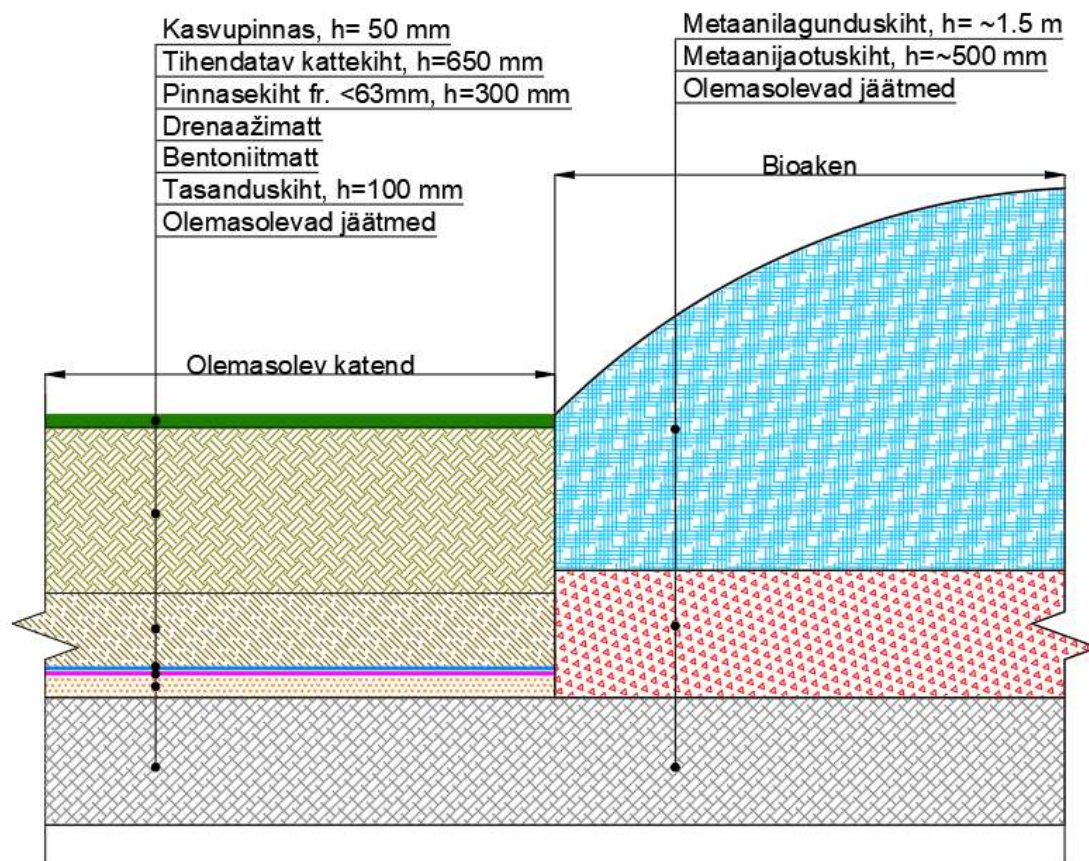 Kasvupinnas, h= 50 mm
Tihendatav kattekiht, h=650 mm
Pinnasekiht fr. <63mm, h=300 mm
Drenaažimatt
Bentoniitmatt
Tasanduskiht, h=100 mm
Olemasolevad jäätmed
Metaanilagunduskiht, h= ~1.5 m
Metaanijaotuskiht, h=~500 mm
Olemasolevad jäätmed
Bioaken
Olemasolev katend